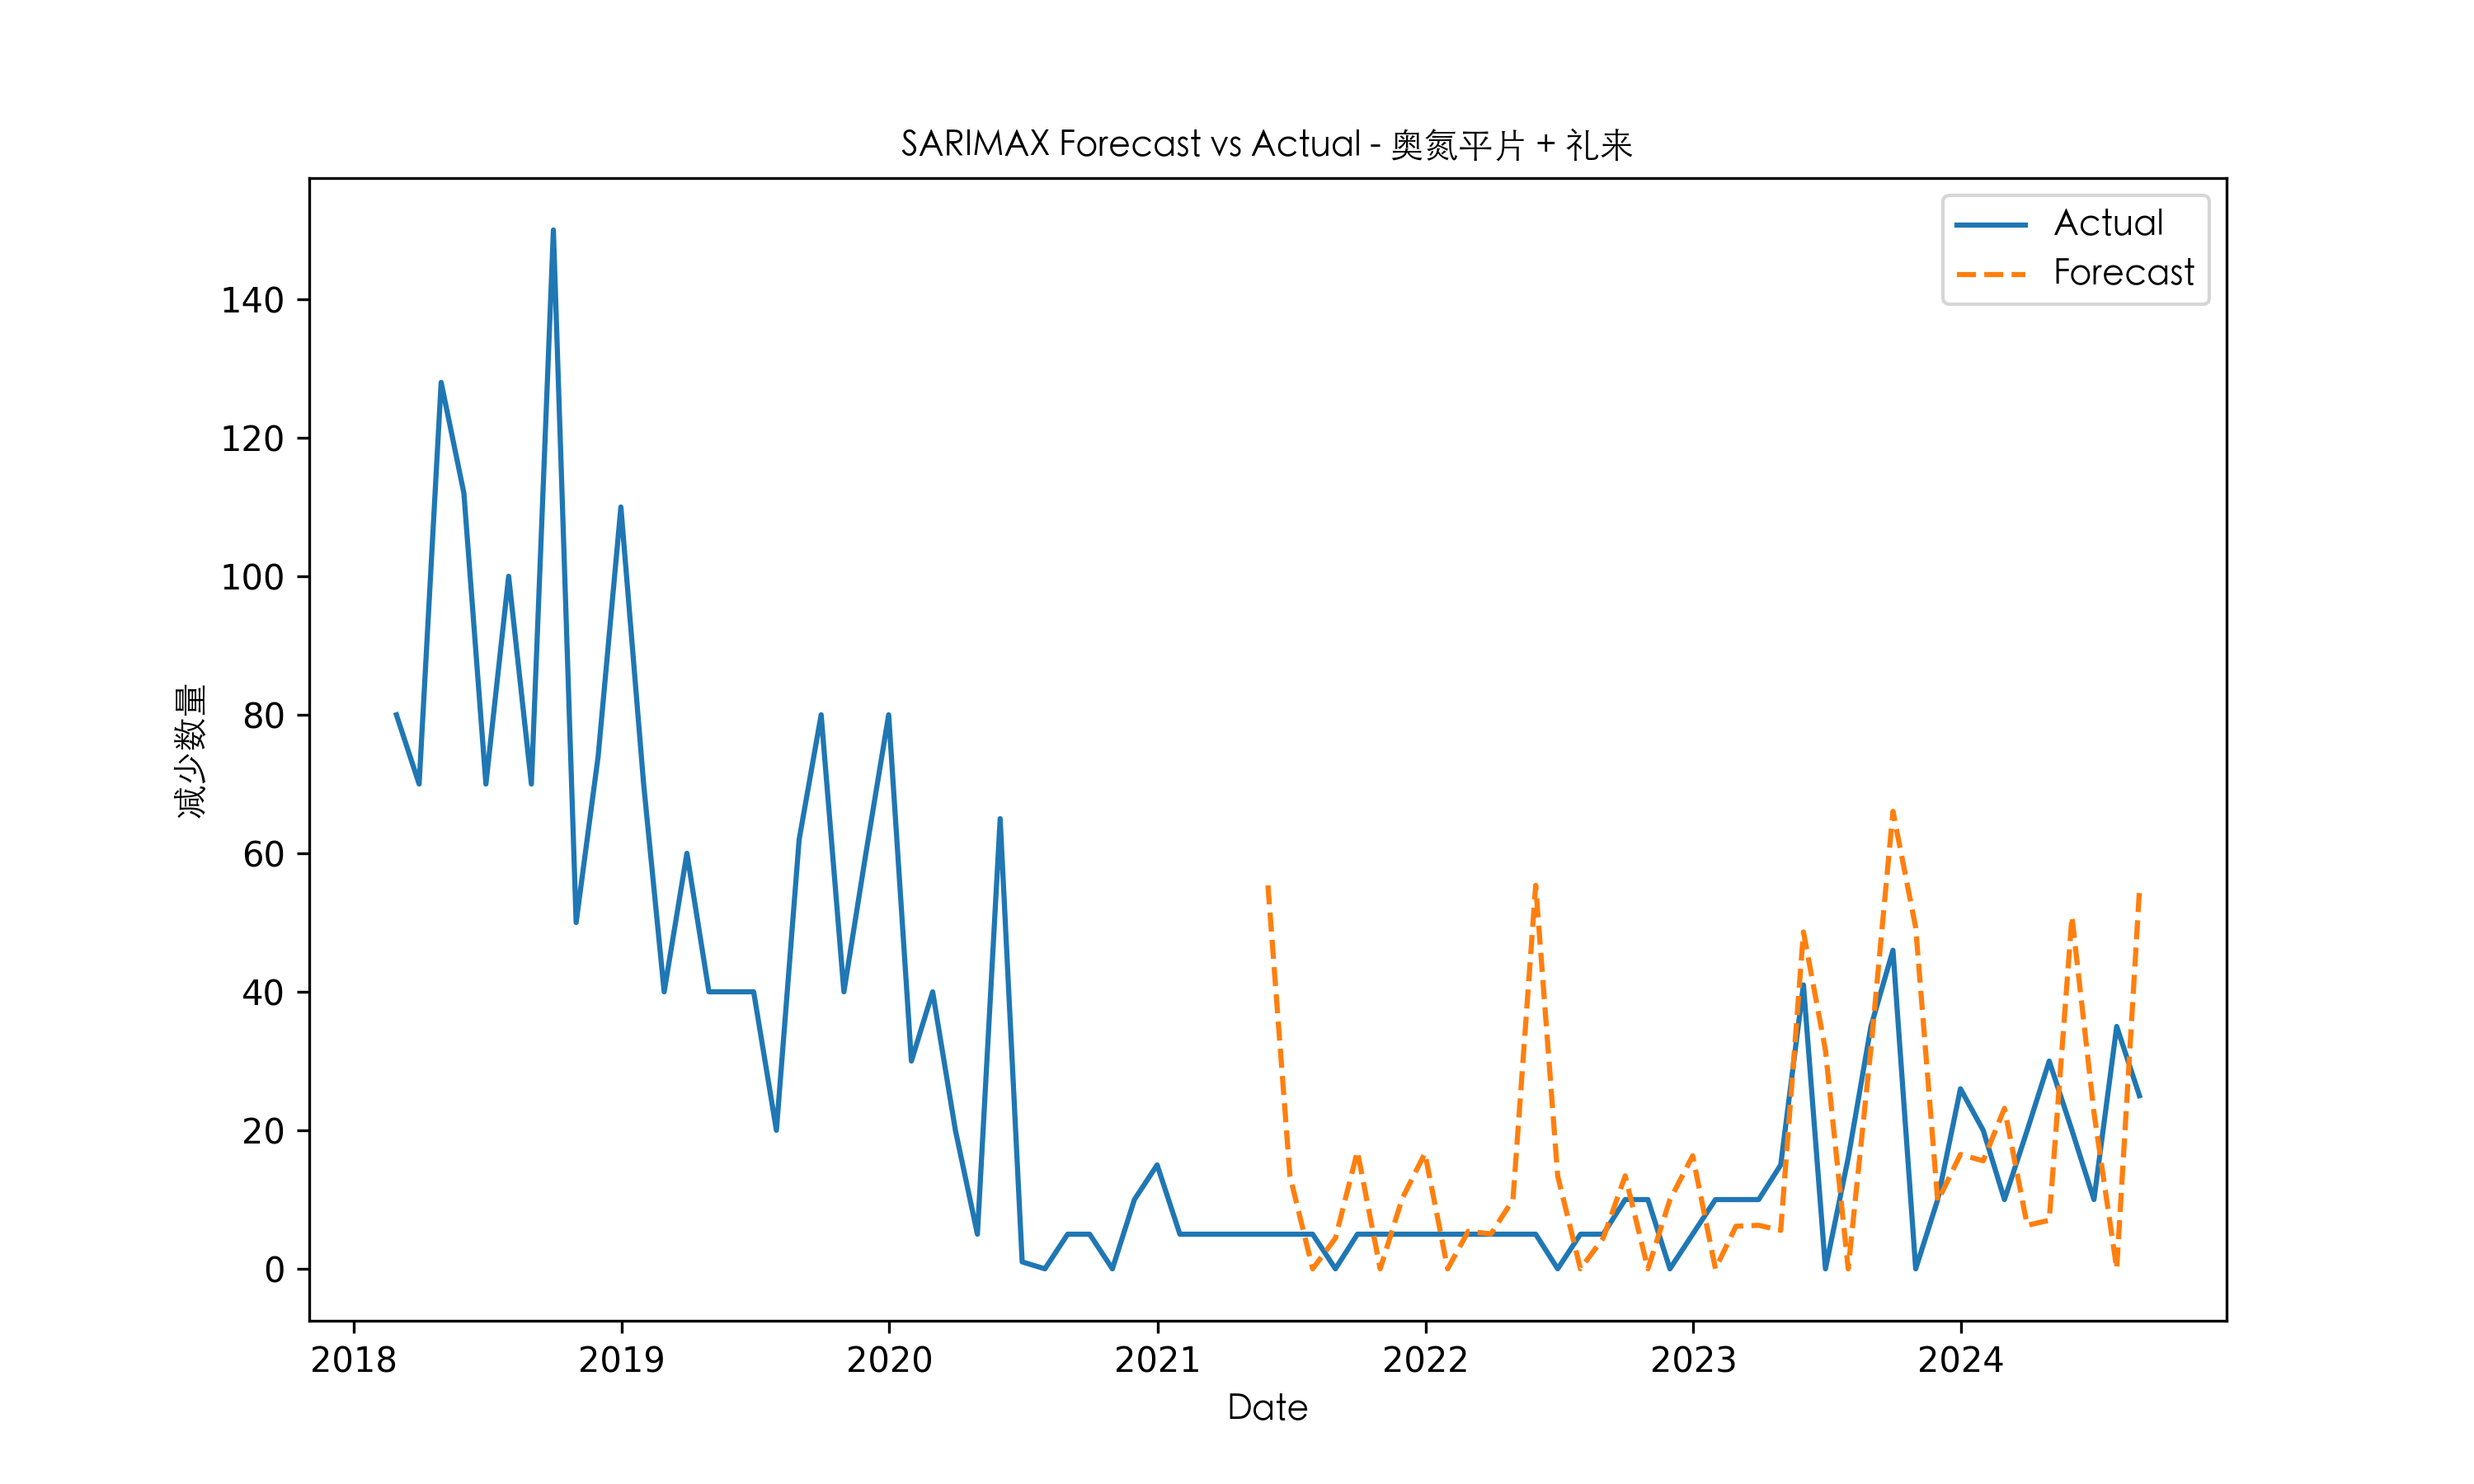 SARIMAX Forecast vs Actual - 奥氮平片 + 礼来
Actual
Forecast
减少数量
140
120
100
80
60
40
20
0
2018 2019 2020 2021 2022 2023 2024
Date